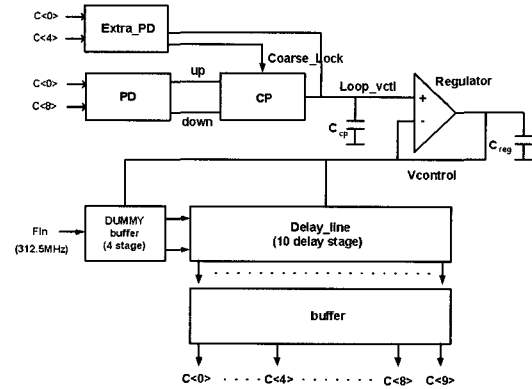 C<0>
C<4>
Extra_PD
Coarse_Lock
C<0>
C<8>
PD
up
down
CP
Loop_vctl
Regulator
+
-
Ccp
Creg
Vcontrol
FIn
(312.5MHz)
DUMMY
buffer
(4 stage)
Delay_line
(10 delay stage)
buffer
C<0> C<4> C<8> C<9>